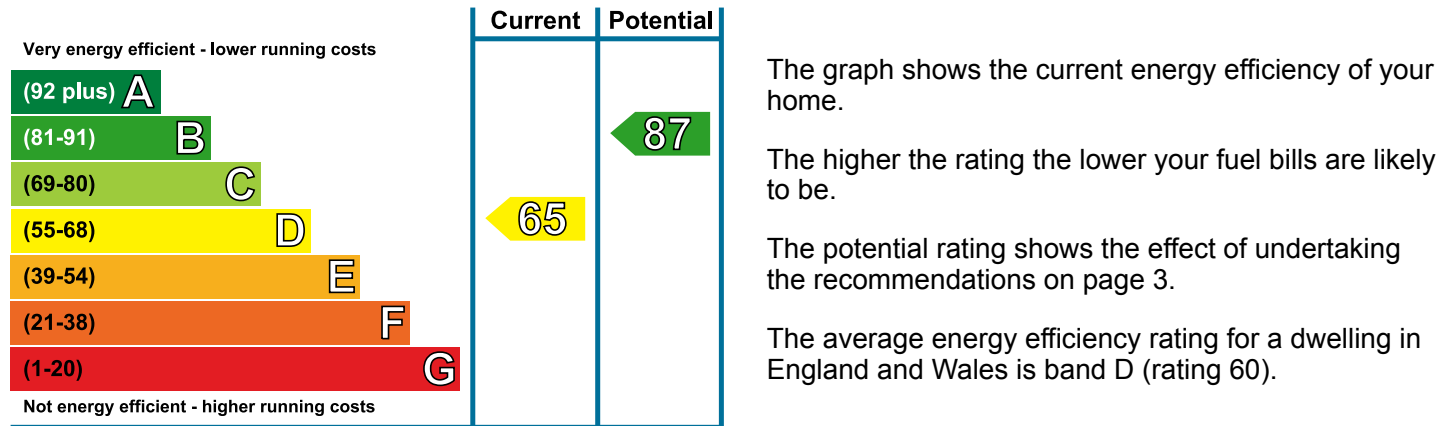 Current Potential
Very energy efficient - lower running costs
(92 plus) A
(81-91) B
87
(69-80) C
(55-68) D
65
(39-54) E
(21-38) F
(1-20) G
Not energy efficient - higher running costs
The graph shows the current energy efficiency of your
home.
The higher the rating the lower your fuel bills are likely
to be.
The potential rating shows the effect of undertaking
the recommendations on page 3.
The average energy efficiency rating for a dwelling in
England and Wales is band D (rating 60).